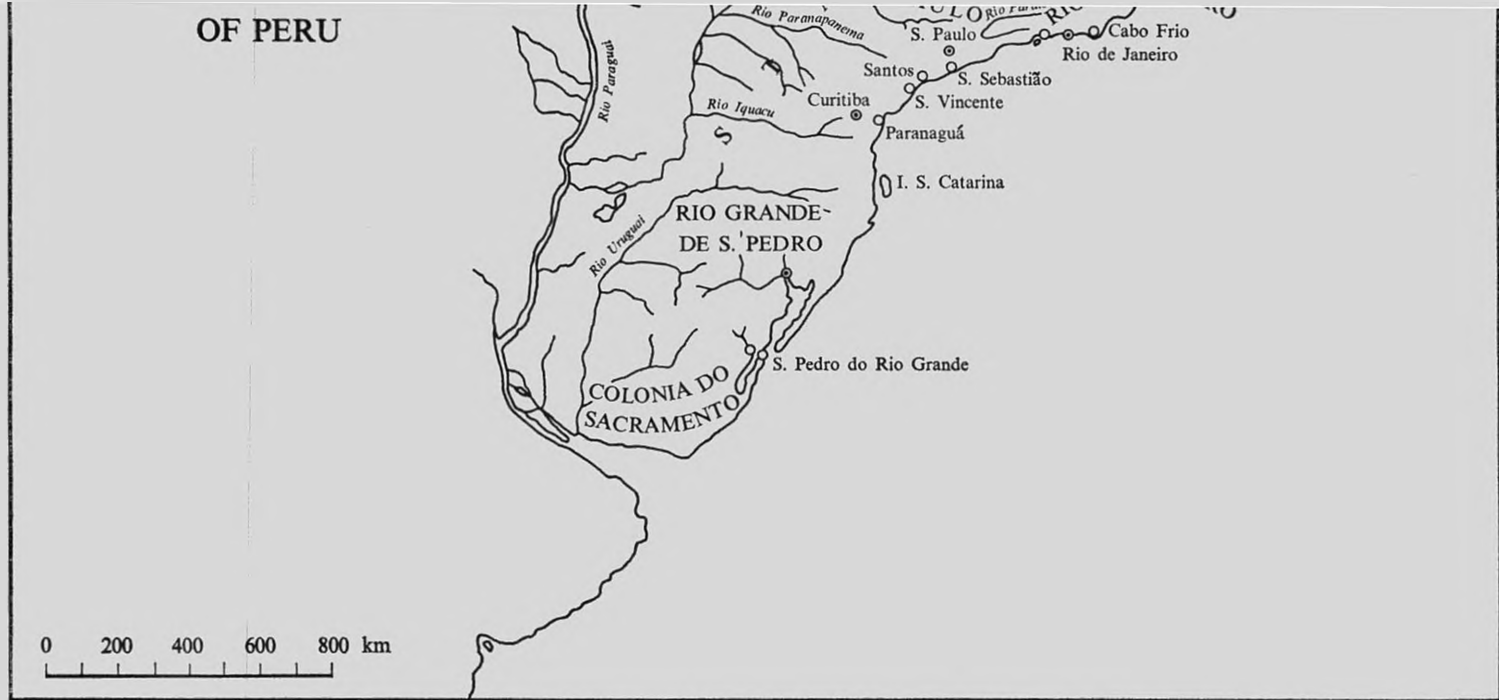 OF PERU
Rio Paraguai
Rio Paranapanema
Rio
S. Paulo
Cabo Frio
Rio de Janeiro
Santos
S. Sebastião
Curitiba
S. Vincente
Rio Iquacu
Paranaguá
S
I. S. Catarina
RIO GRANDE-
DE S. PEDRO
Rio Uruguai
S. Pedro do Rio Grande
COLONIA DO
SACRAMENTO
0 200 400 600 800 km